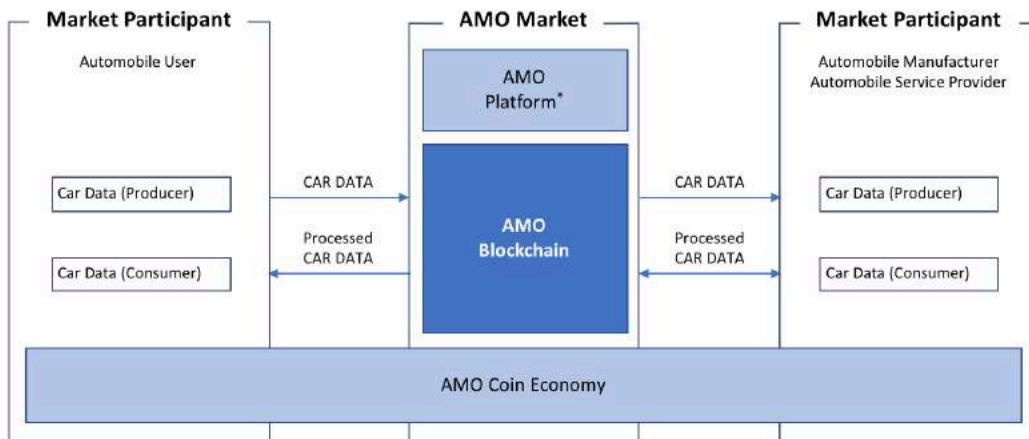 Market Participant
AMO Market
Market Participant
Automobile User
AMO
Platform*
Automobile Manufacturer
Automobile Service Provider
Car Data (Producer)
CAR DATA
CAR DATA
Car Data (Producer)
AMO
Blockchain
Processed
CAR DATA
Processed
CAR DATA
Car Data (Consumer)
Car Data (Consumer)
AMO Coin Economy